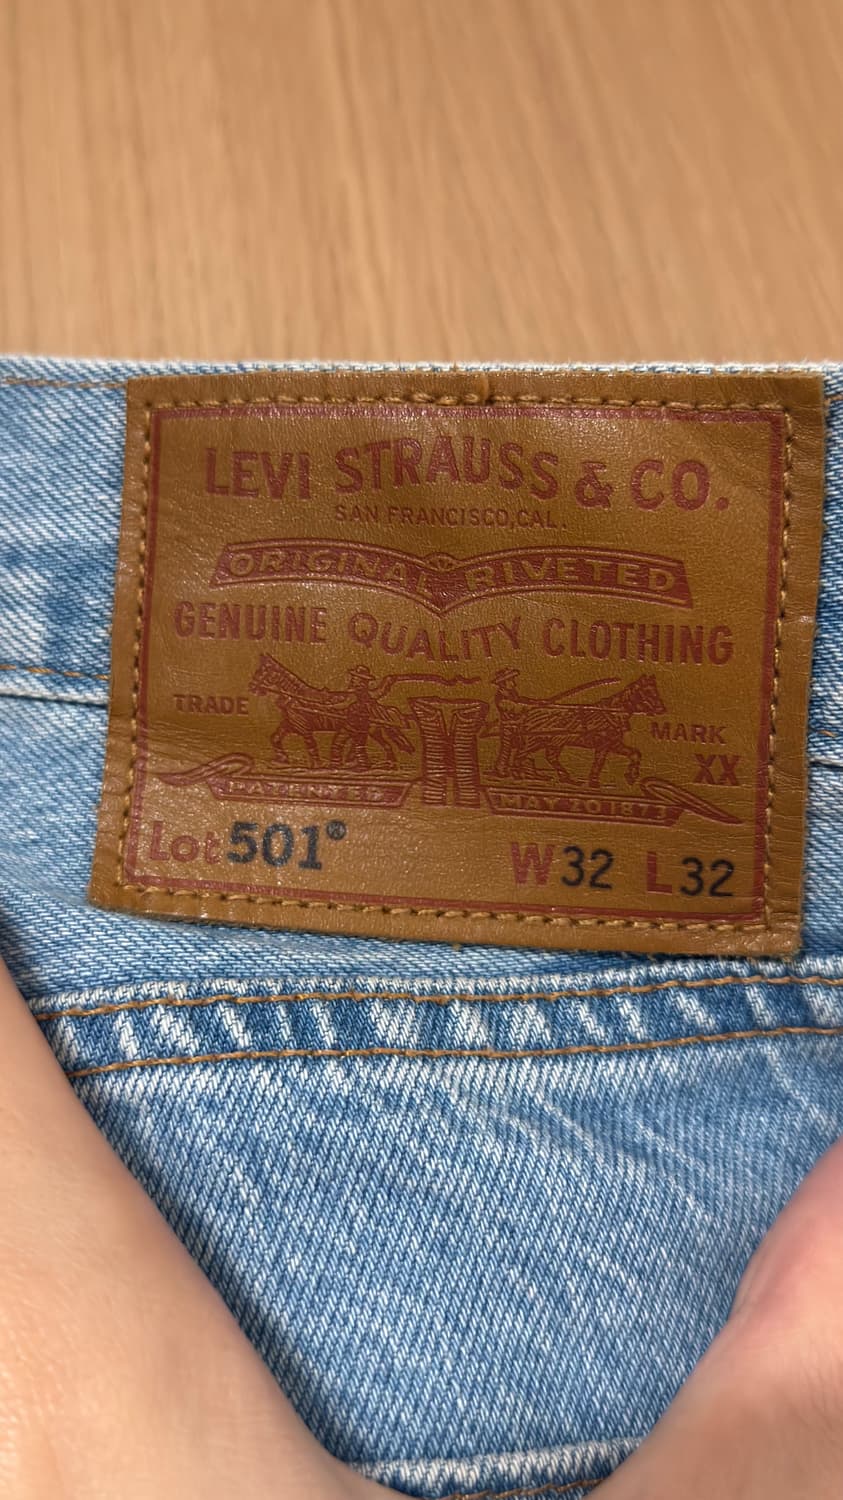 LEVI STRAUSS & CO.
SAN FRANCISCO, CAL.
ORIGINAL RIVETED
GENUINE QUALITY CLOTHING
TRADE MARK
XX
PATENTED MAY 20 1873
Lot 501® W32 L32